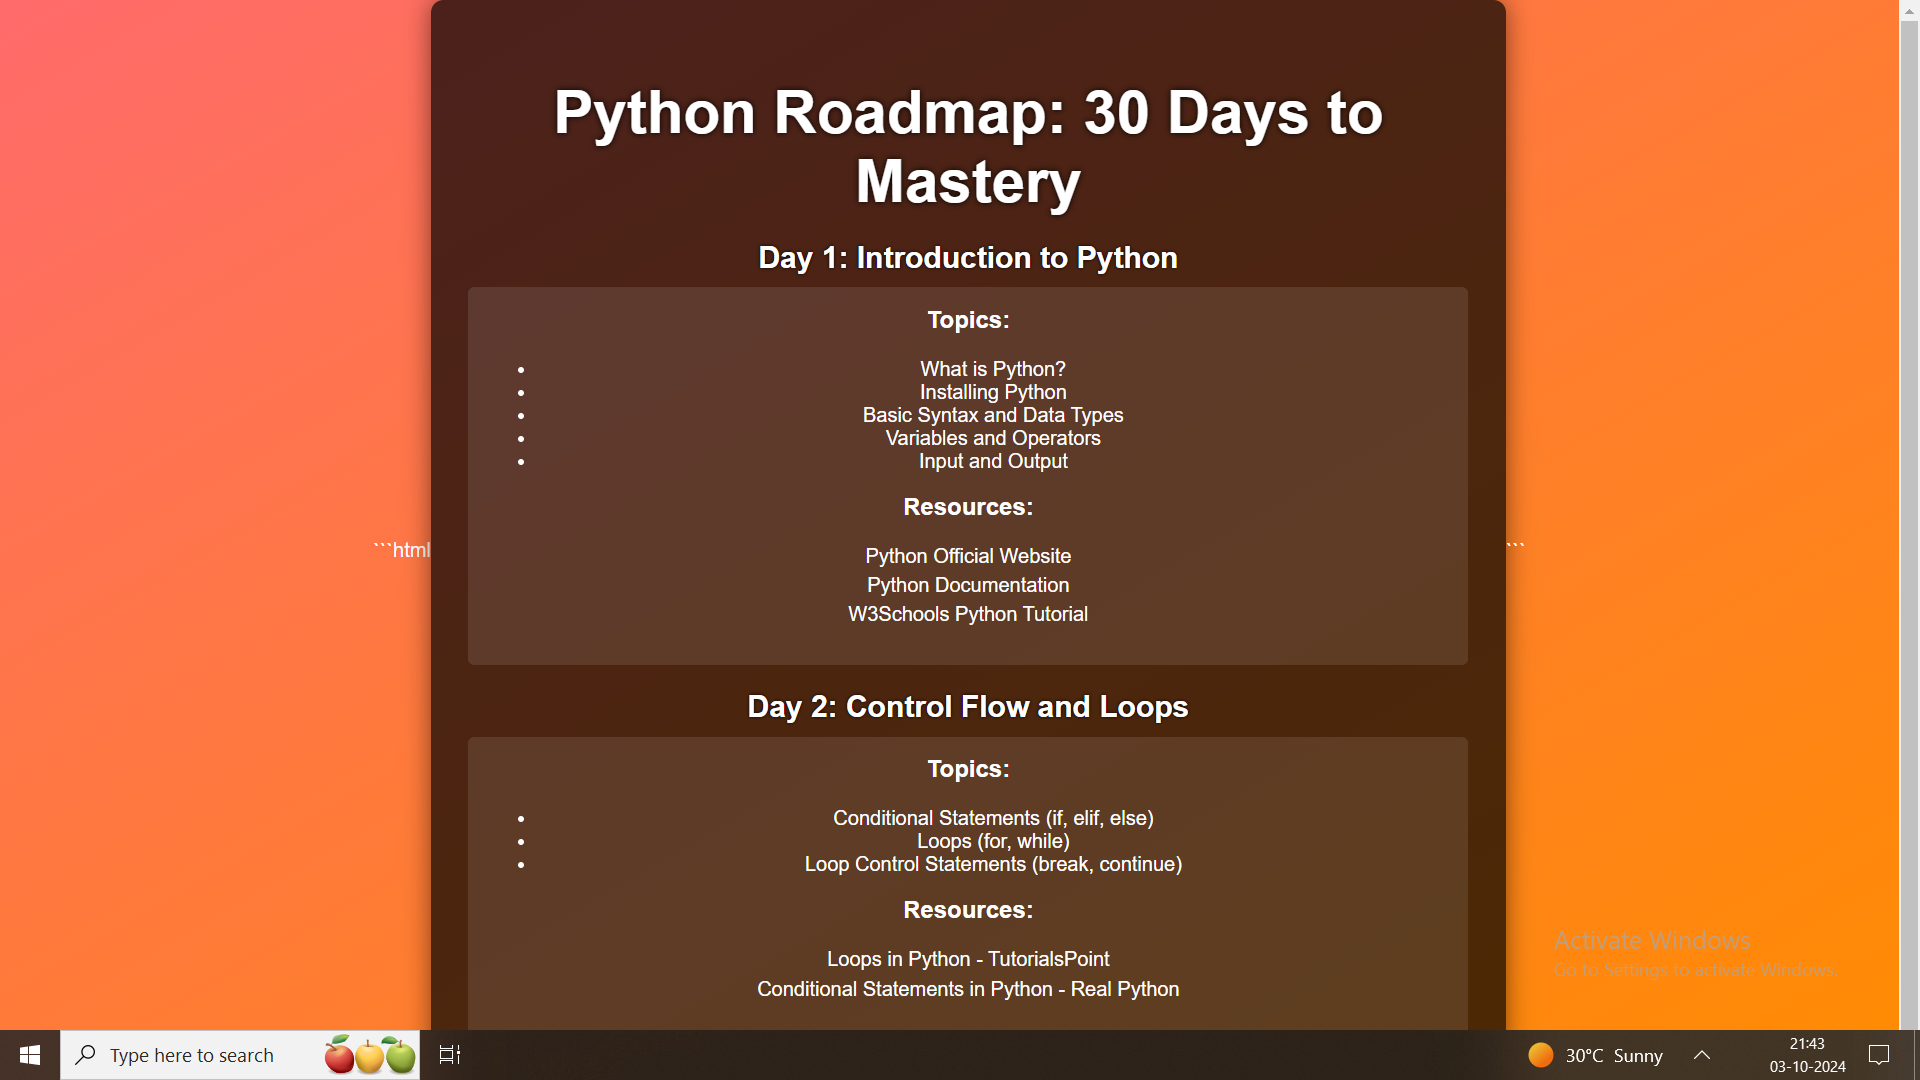 Python Roadmap: 30 Days to
Mastery
Day 1: Introduction to Python
Topics:
What is Python?
Installing Python
Basic Syntax and Data Types
Variables and Operators
Input and Output
Resources:
```html
```
Python Official Website
Python Documentation
W3Schools Python Tutorial
Day 2: Control Flow and Loops
Topics:
Conditional Statements (if, elif, else)
Loops (for, while)
Loop Control Statements (break, continue)
Resources:
Loops in Python - TutorialsPoint
Conditional Statements in Python - Real Python
Activate Windows
Go to Settings to activate Windows.
Type here to search
30°C Sunny
21:43
03-10-2024